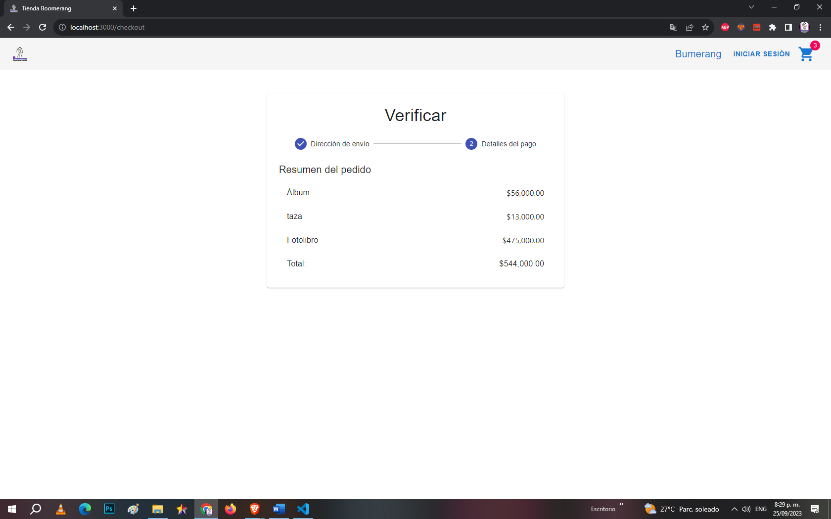 Tienda Boomerang
localhost:3000/checkout
Bumerang
INICIAR SESIÓN
3
Verificar
Dirección de envío
2
Detalles del pago
Resumen del pedido
Álbum
$56,000.00
taza
$13,000.00
Fotolibro
$475,000.00
Total
$544,000.00
Escritorio
27°C Parc. soleado
ENG
8:29 p. m.
25/09/2023